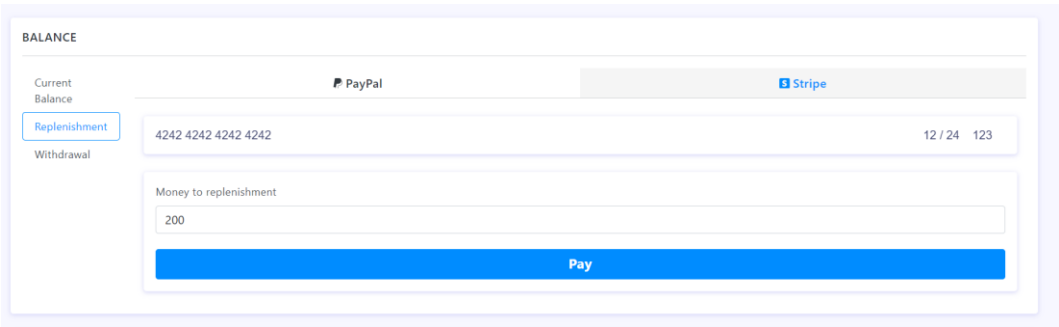 BALANCE
Current
Balance
Replenishment
Withdrawal
PayPal
Stripe
4242 4242 4242 4242 12 / 24 123
Money to replenishment
200
Pay